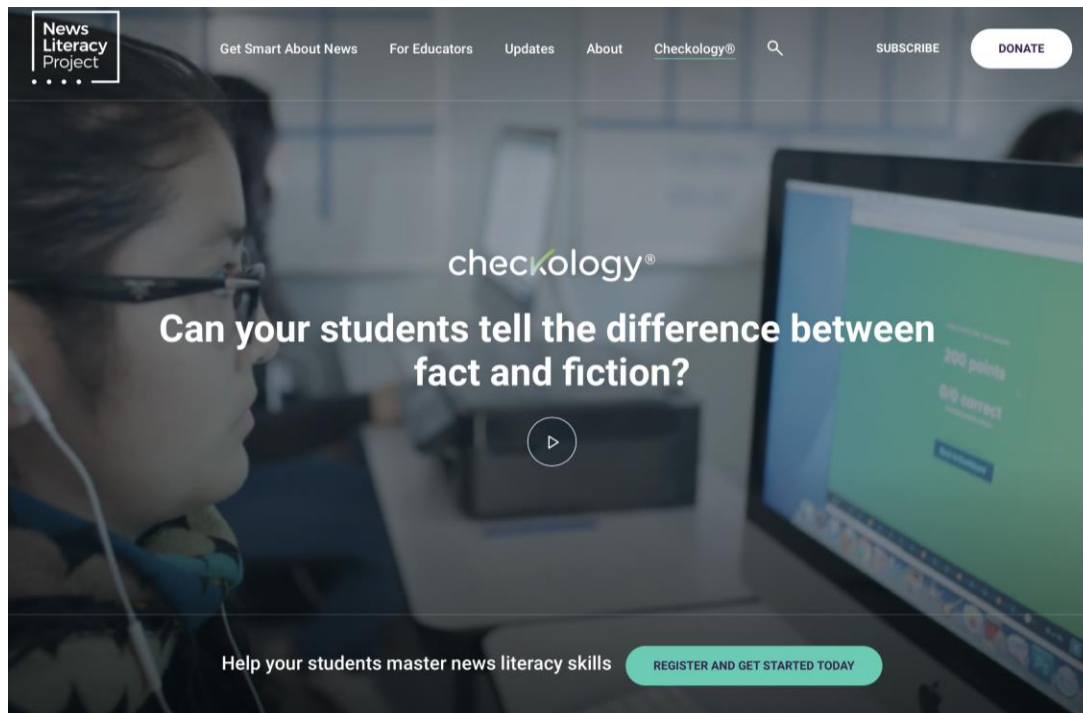 News
Literacy
Project
Get Smart About News
For Educators
Updates
About
Checkology®
SUBSCRIBE
DONATE
checkology®
Can your students tell the difference between
fact and fiction?
200 points
0/0 correct
Help your students master news literacy skills
REGISTER AND GET STARTED TODAY